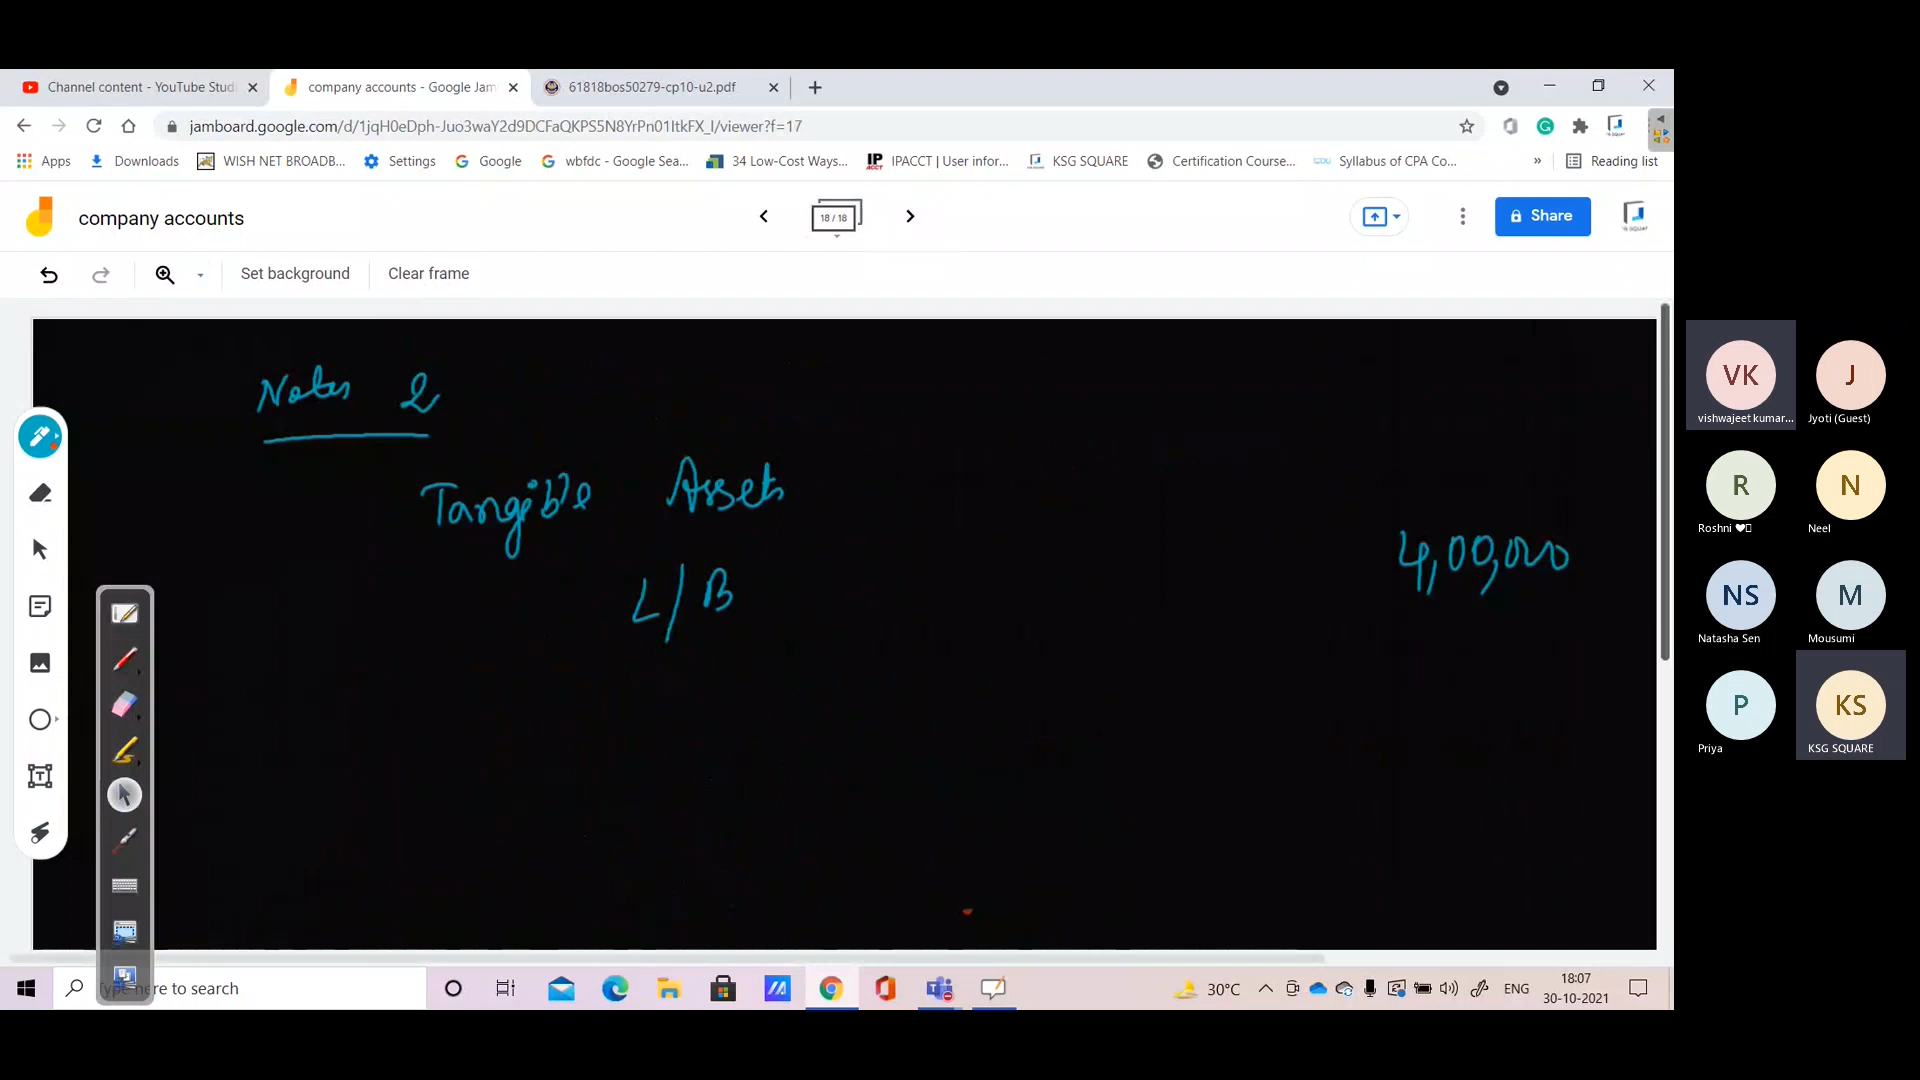 Channel content - YouTube Stud
company accounts - Google Jam
61818bos50279-cp10-u2.pdf
jamboard.google.com/d/1jqH0eDph-Juo3waY2d9DCFaQKPS5N8YrPn01ItkFX_I/viewer?f=17
Apps
Downloads
WISH NET BROADB...
Settings
Google
wbfdc - Google Sea...
34 Low-Cost Ways...
IPACCT | User infor...
KSG SQUARE
Certification Course...
Syllabus of CPA Co...
»
Reading list
company accounts
18 / 18
Share
Set background
Clear frame
Notes 2
Tangible Assets
4,00,000
L/B
VK
vishwajeet kumar...
J
Jyoti (Guest)
R
Roshni
N
Neel
NS
Natasha Sen
M
Mousumi
P
Priya
KS
KSG SQUARE
Type here to search
30°C
ENG
18:07
30-10-2021